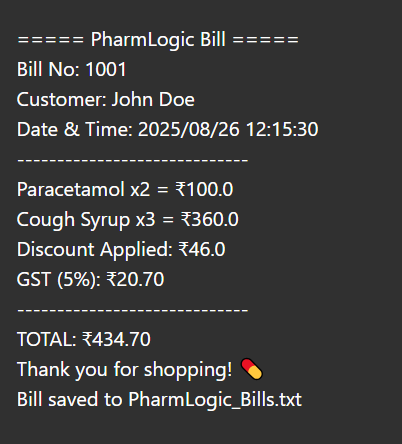 ===== PharmLogic Bill =====
Bill No: 1001
Customer: John Doe
Date & Time: 2025/08/26 12:15:30
-----------------------------
Paracetamol x2 = ₹100.0
Cough Syrup x3 = ₹360.0
Discount Applied: ₹46.0
GST (5%): ₹20.70
-----------------------------
TOTAL: ₹434.70
Thank you for shopping! 💊
Bill saved to PharmLogic_Bills.txt